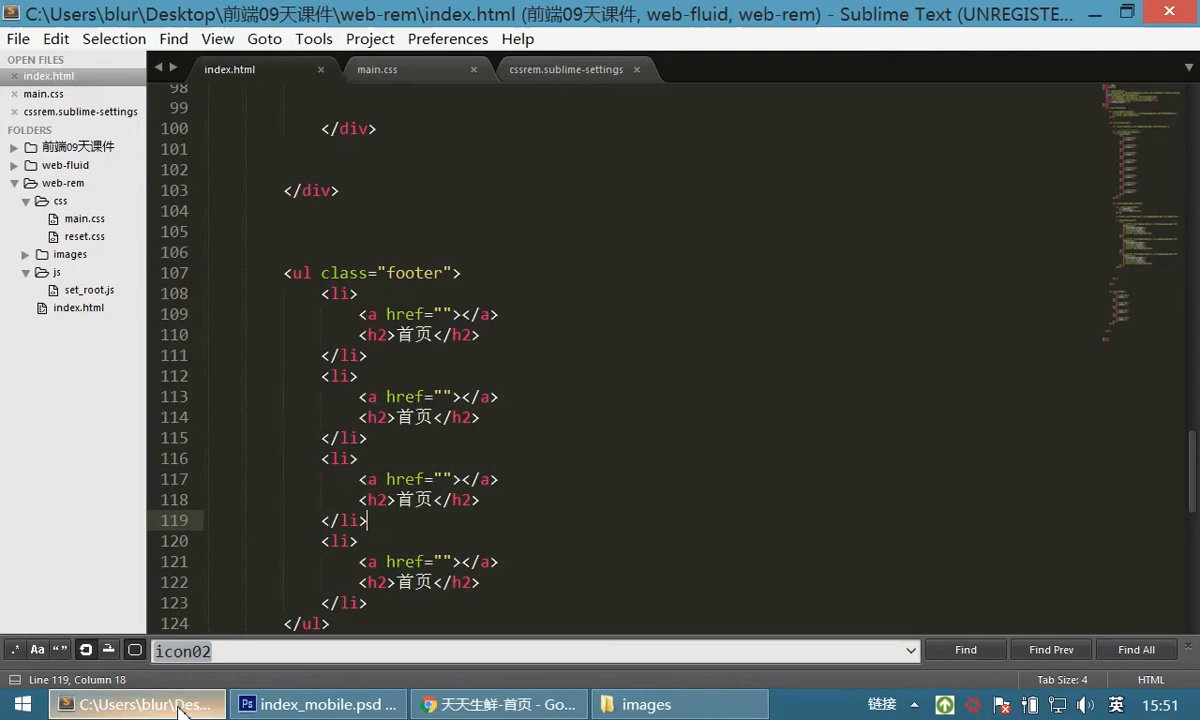 C:\Users\blur\Desktop\前端09天课件\web-rem\index.html (前端09天课件, web-fluid, web-rem) - Sublime Text (UNREGISTE...
File Edit Selection Find View Goto Tools Project Preferences Help
OPEN FILES
index.html
main.css
cssrem.sublime-settings
FOLDERS
前端09天课件
web-fluid
web-rem
css
main.css
reset.css
images
js
set_root.js
index.html
index.html × main.css × cssrem.sublime-settings ×
98
99
100 </div>
101
102
103 </div>
104
105
106
107 <ul class="footer">
108 <li>
109 <a href=""></a>
110 <h2>首页</h2>
111 </li>
112 <li>
113 <a href=""></a>
114 <h2>首页</h2>
115 </li>
116 <li>
117 <a href=""></a>
118 <h2>首页</h2>
119 </li>
120 <li>
121 <a href=""></a>
122 <h2>首页</h2>
123 </li>
124 </ul>
.* Aa “” icon02 Find Find Prev Find All
Line 119, Column 18 Tab Size: 4 HTML
C:\Users\blur\Des... index_mobile.psd ... 天天生鲜-首页 - Go... images 链接 英 15:51